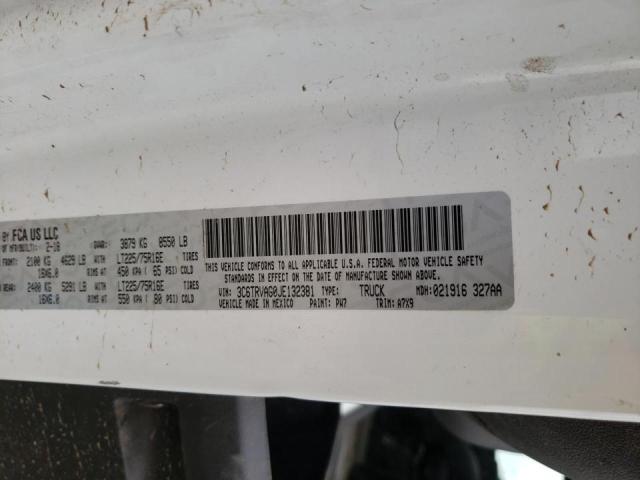 BY FCA US LLC
OF MFR(BUILT): 2-18 GVWR: 3879 KG 8550 LB
FRONT: 2100 KG 4629 LB WITH LT225/75R16E TIRES
16X6.0 RIMS AT 450 KPA ( 65 PSI) COLD
REAR: 2400 KG 5291 LB WITH LT225/75R16E TIRES
16X6.0 RIMS AT 550 KPA ( 80 PSI) COLD
THIS VEHICLE CONFORMS TO ALL APPLICABLE U.S.A. FEDERAL MOTOR VEHICLE SAFETY
STANDARDS IN EFFECT ON THE DATE OF MANUFACTURE SHOWN ABOVE.
VIN: 3C6TRVAG0JE132381 TYPE: TRUCK MDH: 021916 327AA
VEHICLE MADE IN MEXICO PAINT: PW7 TRIM: A7X9